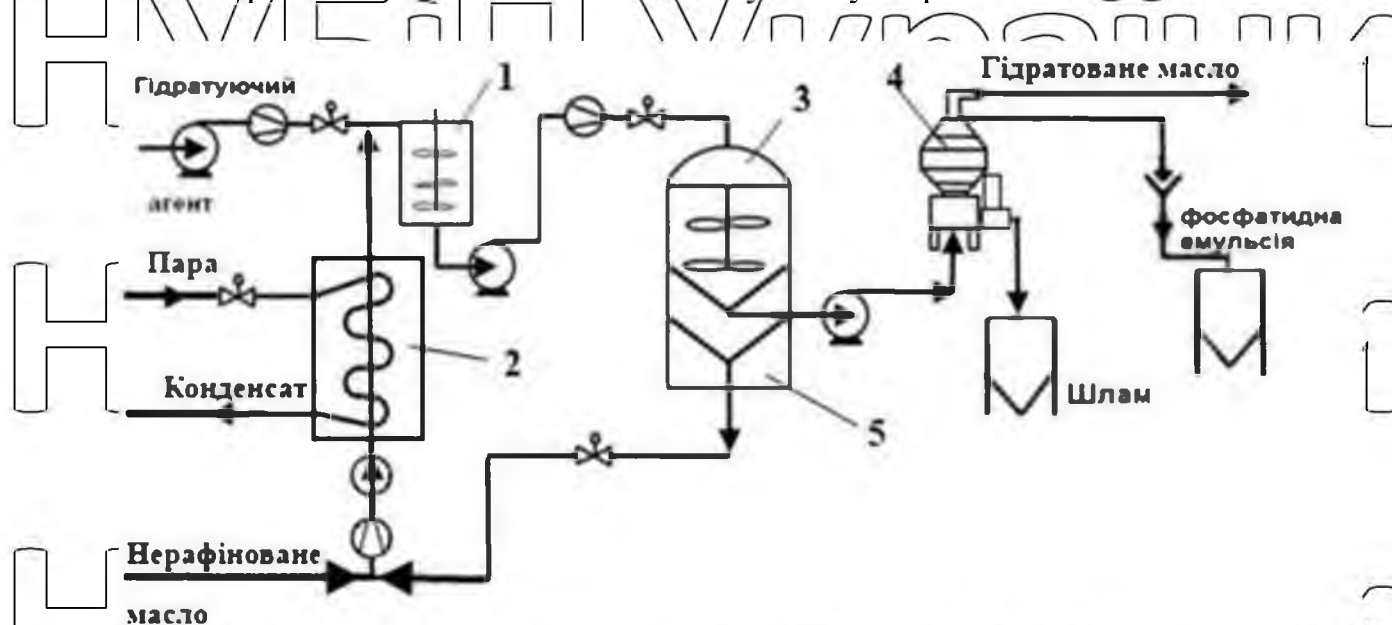 Гідратуючий
агент
1
3
4
Гідратоване масло
фосфатидна
емульсія
Пара
2
Конденсат
Шлам
5
Нерафіноване
масло